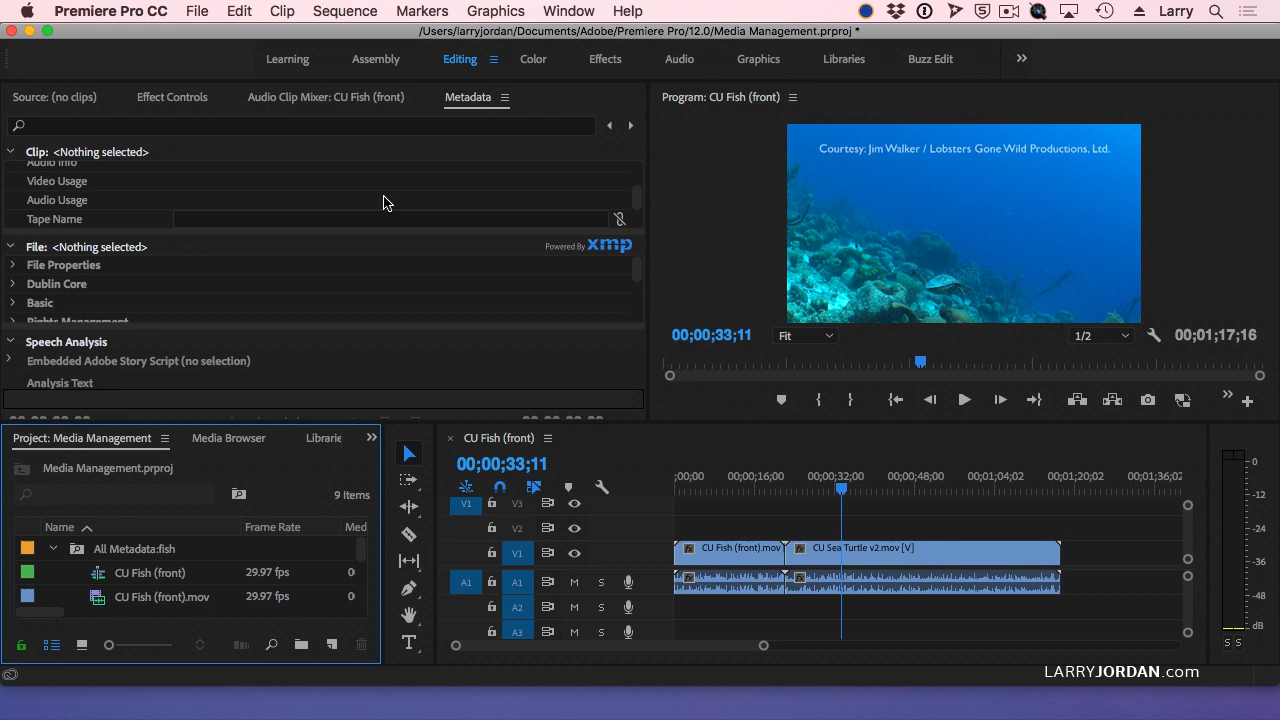 Premiere Pro CC File Edit Clip Sequence Markers Graphics Window Help Larry
/Users/larryjordan/Documents/Adobe/Premiere Pro/12.0/Media Management.prproj *
Learning Assembly Editing Color Effects Audio Graphics Libraries Buzz Edit
Source: (no clips) Effect Controls Audio Clip Mixer: CU Fish (front) Metadata
Program: CU Fish (front)
Clip: <Nothing selected>
Audio Info
Video Usage
Audio Usage
Tape Name
File: <Nothing selected> Powered By xmp
File Properties
Dublin Core
Basic
Rights Management
Speech Analysis
Embedded Adobe Story Script (no selection)
Analysis Text
Courtesy: Jim Walker / Lobsters Gone Wild Productions, Ltd.
00;00;33;11 Fit 1/2 00;01;17;16
Project: Media Management Media Browser Librarie
Media Management.prproj
9 Items
Name Frame Rate Med
All Metadata:fish
CU Fish (front) 29.97 fps 0
CU Fish (front).mov 29.97 fps 0
CU Fish (front)
00;00;33;11
;00;00 00;00;16;00 00;00;32;00 00;00;48;00 00;01;04;02 00;01;20;02 00;01;36;02
V1 V3
V2
V1 CU Fish (front).mov CU Sea Turtle v2.mov [V]
A1 A1 M S
A2 M S
A3 M S
0
-12
-24
-36
-48
dB
S S
LARRYJORDAN.com